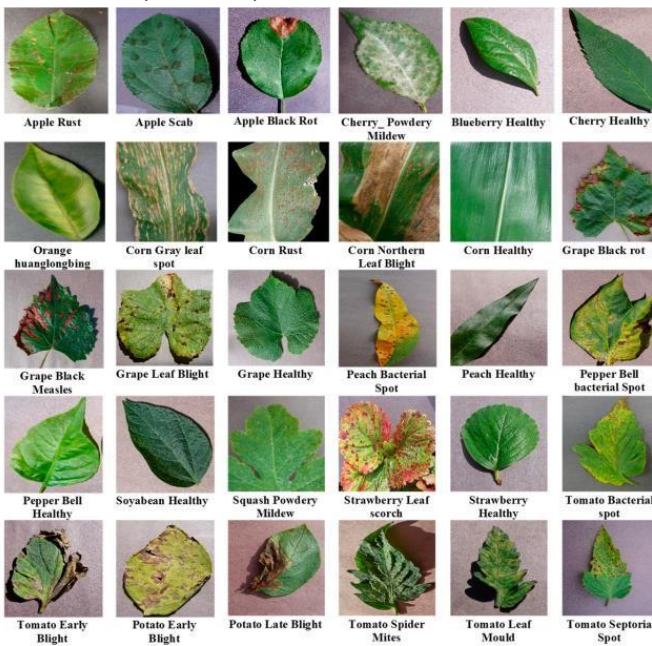 Apple Rust
Apple Scab
Apple Black Rot
Cherry_ Powdery
Mildew
Blueberry Healthy
Cherry Healthy
Orange
huanglongbing
Corn Gray leaf
spot
Corn Rust
Corn Northern
Leaf Blight
Corn Healthy
Grape Black rot
Grape Black
Measles
Grape Leaf Blight
Grape Healthy
Peach Bacterial
Spot
Peach Healthy
Pepper Bell
bacterial Spot
Pepper Bell
Healthy
Soyabean Healthy
Squash Powdery
Mildew
Strawberry Leaf
scorch
Strawberry
Healthy
Tomato Bacterial
spot
Tomato Early
Blight
Potato Early
Blight
Potato Late Blight
Tomato Spider
Mites
Tomato Leaf
Mould
Tomato Septoria
Spot